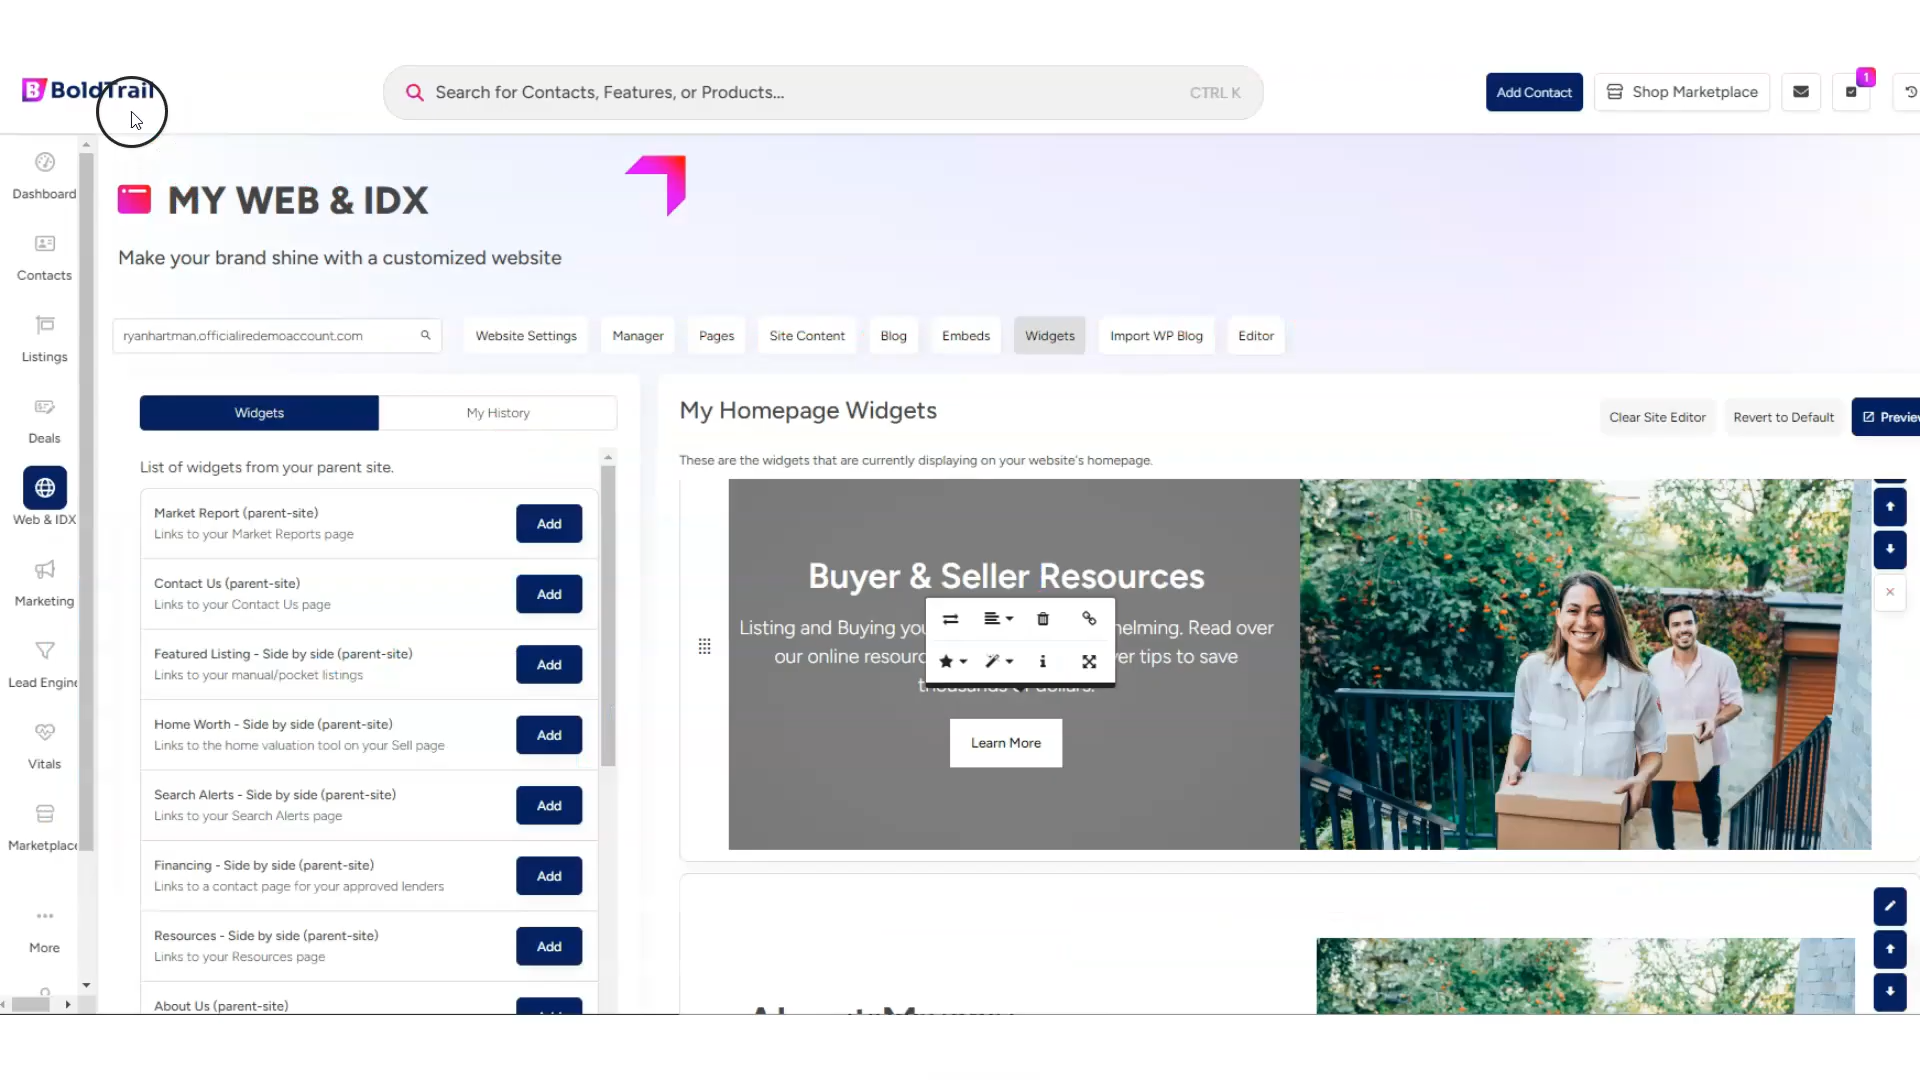 BoldTrail
Search for Contacts, Features, or Products...
CTRL K
Add Contact
Shop Marketplace
1
Dashboard
Contacts
Listings
Deals
Web & IDX
Marketing
Lead Engine
Vitals
Marketplace
More
MY WEB & IDX
Make your brand shine with a customized website
ryanhartman.officialiredemoaccount.com
Website Settings
Manager
Pages
Site Content
Blog
Embeds
Widgets
Import WP Blog
Editor
Widgets
My History
List of widgets from your parent site.
Market Report (parent-site)
Links to your Market Reports page
Add
Contact Us (parent-site)
Links to your Contact Us page
Add
Featured Listing - Side by side (parent-site)
Links to your manual/pocket listings
Add
Home Worth - Side by side (parent-site)
Links to the home valuation tool on your Sell page
Add
Search Alerts - Side by side (parent-site)
Links to your Search Alerts page
Add
Financing - Side by side (parent-site)
Links to a contact page for your approved lenders
Add
Resources - Side by side (parent-site)
Links to your Resources page
Add
About Us (parent-site)
My Homepage Widgets
Clear Site Editor
Revert to Default
Preview
These are the widgets that are currently displaying on your website's homepage.
Buyer & Seller Resources
Listing and Buying you helming. Read over
our online resourc er tips to save
Learn More